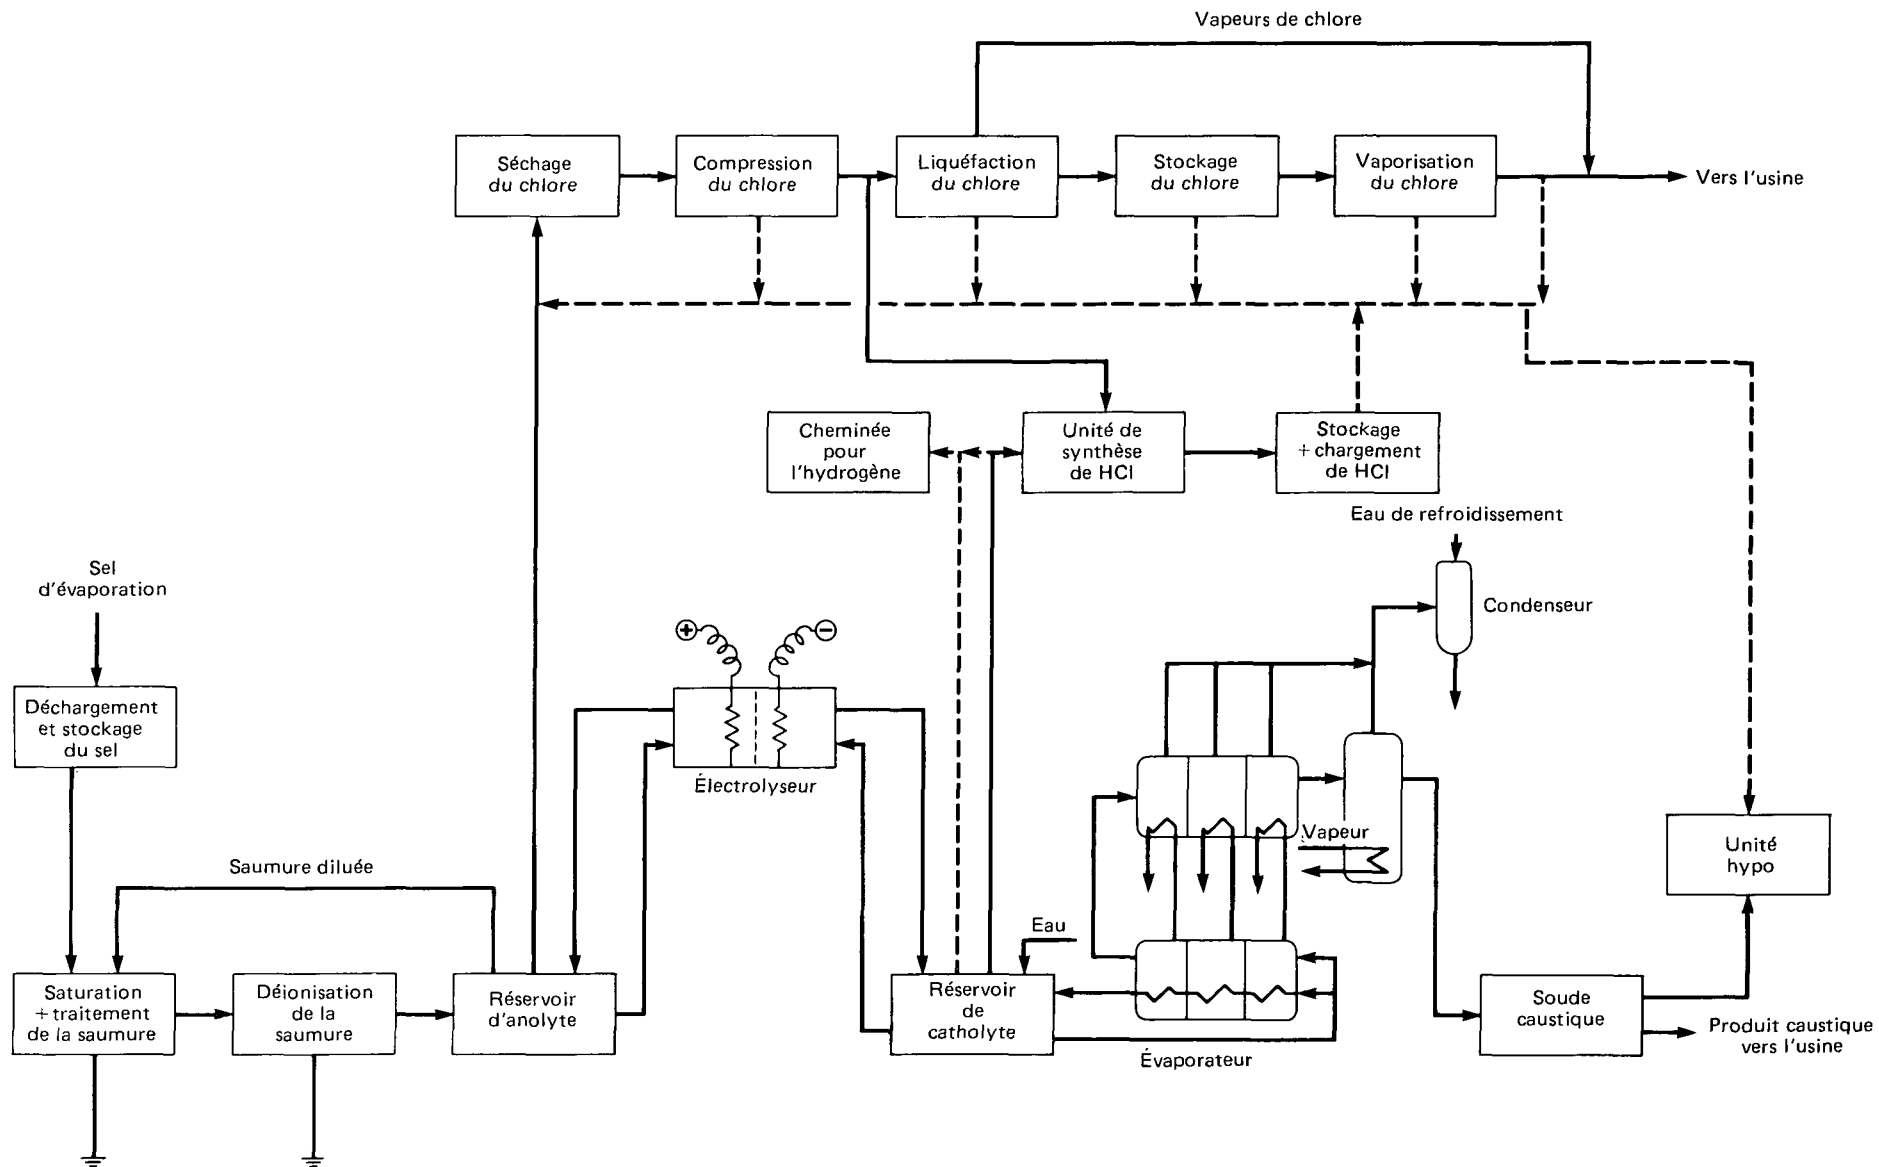 Vapeurs de chlore
Séchage
du chlore
Compression
du chlore
Liquéfaction
du chlore
Stockage
du chlore
Vaporisation
du chlore
Vers l'usine
Cheminée
pour
l'hydrogène
Unité de
synthèse
de HCl
Stockage
+ chargement
de HCl
Eau de refroidissement
Condenseur
Sel
d'évaporation
Déchargement
et stockage
du sel
+
−
Électrolyseur
Vapeur
Unité
hypo
Saumure diluée
Eau
Saturation
+ traitement
de la saumure
Déionisation
de la
saumure
Réservoir
d'anolyte
Réservoir
de
catholyte
Évaporateur
Soude
caustique
Produit caustique
vers l'usine